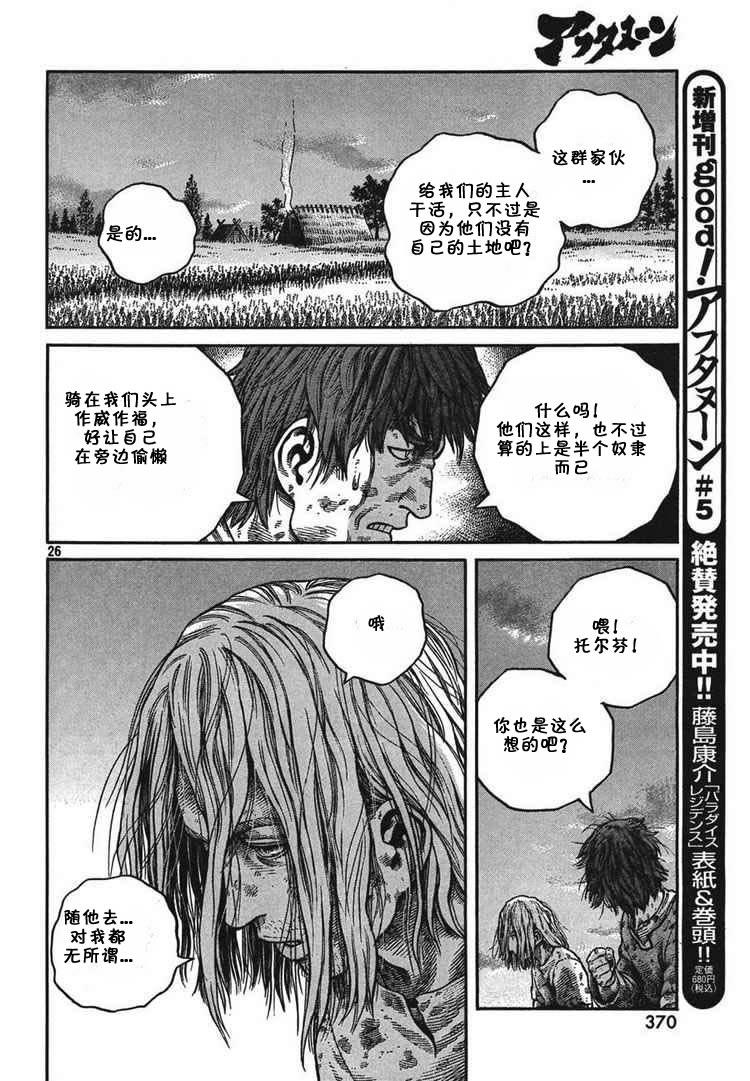 アフタヌーン
这群家伙
...
给我们的主人
干活，只不过是
因为他们没有
自己的土地吧？
是的...
什么吗！
他们这样，也不过
算的上是半个奴隶
而已
骑在我们头上
作威作福，
好让自己
在旁边偷懒
26
喂！
托尔芬！
你也是这么
想的吧？
哦
随他去...
对我都
无所谓...
新増刊good!アフタヌーン#5
絶賛発売中!!藤島康介「パラダイスレジデンス」表紙&巻頭!!
定価
680円
(税込)
370